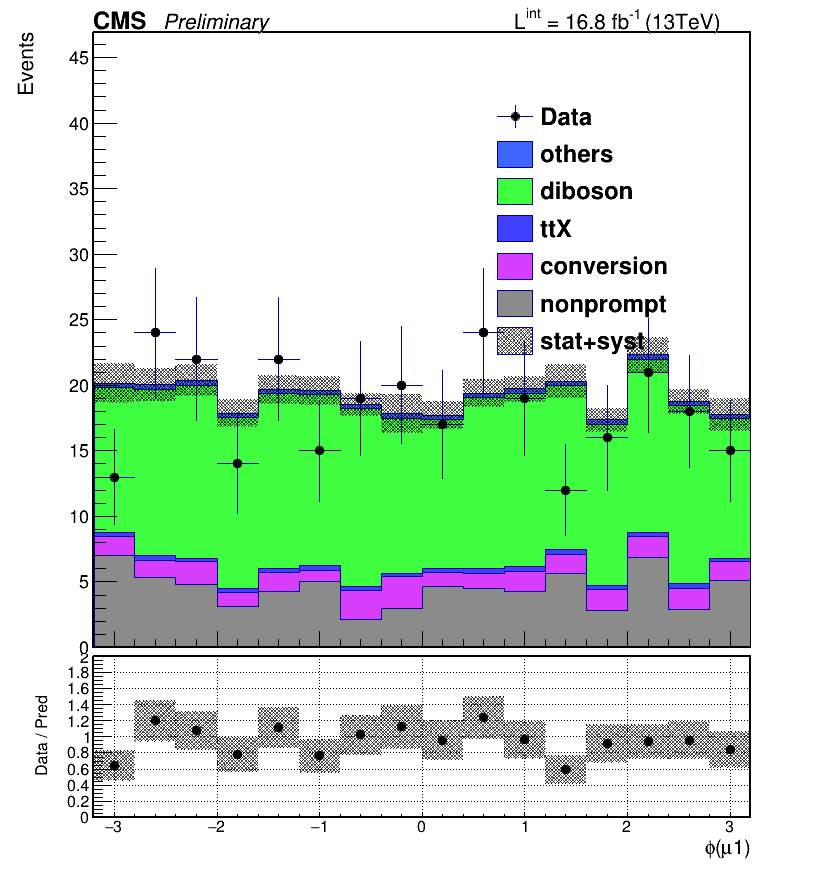 CMS Preliminary L^int = 16.8 fb^-1 (13TeV)
Events
45
40
35
30
25
20
15
10
5
0
Data
others
diboson
ttX
conversion
nonprompt
stat+syst
Data / Pred
2
1.8
1.6
1.4
1.2
1
0.8
0.6
0.4
0.2
0
−3 −2 −1 0 1 2 3
ϕ(μ1)